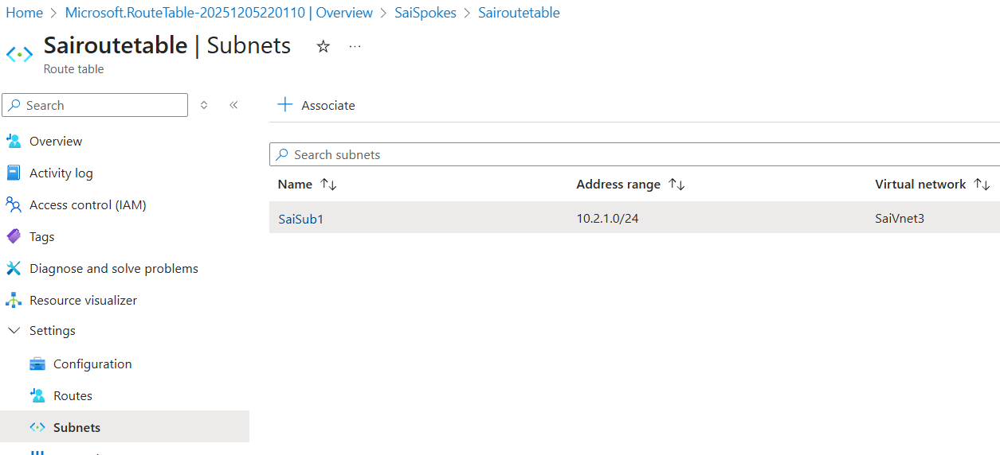 Home > Microsoft.RouteTable-20251205220110 | Overview > SaiSpokes > Sairoutetable
Sairoutetable | Subnets
Route table
Search
Associate
Overview
Activity log
Access control (IAM)
Tags
Diagnose and solve problems
Resource visualizer
Settings
Configuration
Routes
Subnets
Search subnets
Name Address range Virtual network
SaiSub1 10.2.1.0/24 SaiVnet3